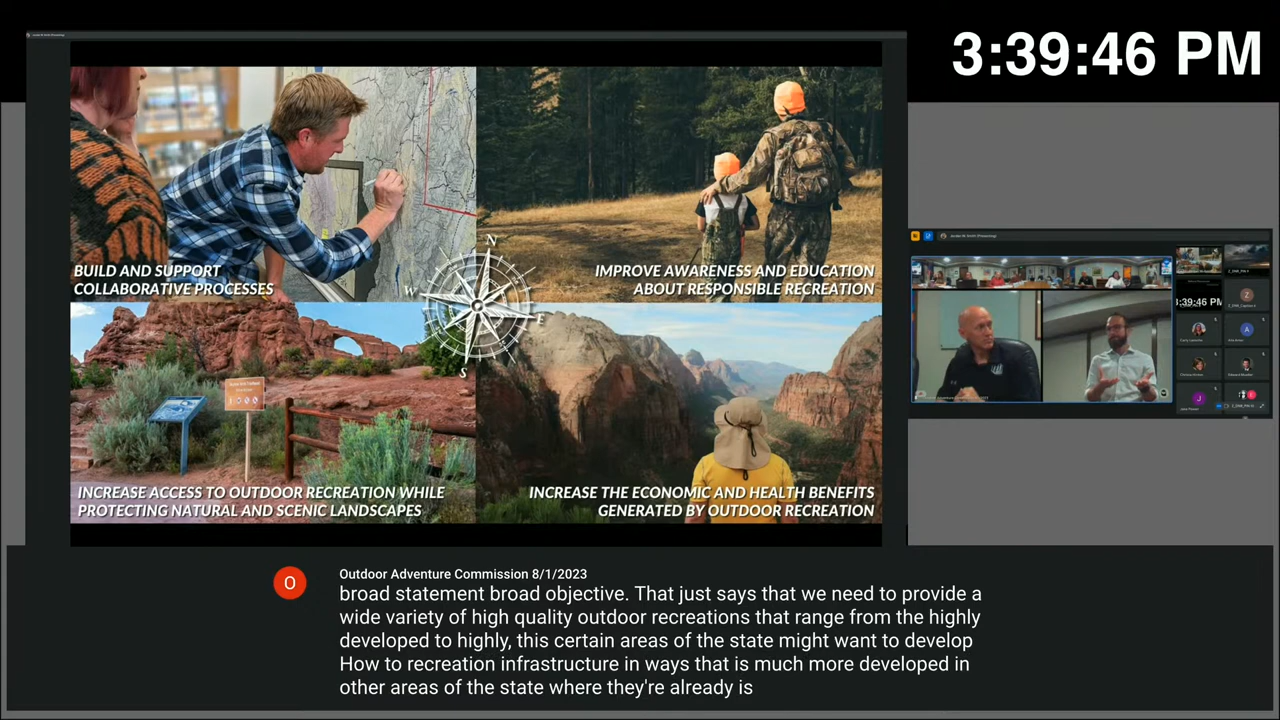 3:39:46 PM
BUILD AND SUPPORT
COLLABORATIVE PROCESSES
IMPROVE AWARENESS AND EDUCATION
ABOUT RESPONSIBLE RECREATION
N
W
E
S
INCREASE ACCESS TO OUTDOOR RECREATION WHILE
PROTECTING NATURAL AND SCENIC LANDSCAPES
INCREASE THE ECONOMIC AND HEALTH BENEFITS
GENERATED BY OUTDOOR RECREATION
3:39:46 PM
Z
A
J
E
O
Outdoor Adventure Commission 8/1/2023
broad statement broad objective. That just says that we need to provide a
wide variety of high quality outdoor recreations that range from the highly
developed to highly, this certain areas of the state might want to develop
How to recreation infrastructure in ways that is much more developed in
other areas of the state where they're already is